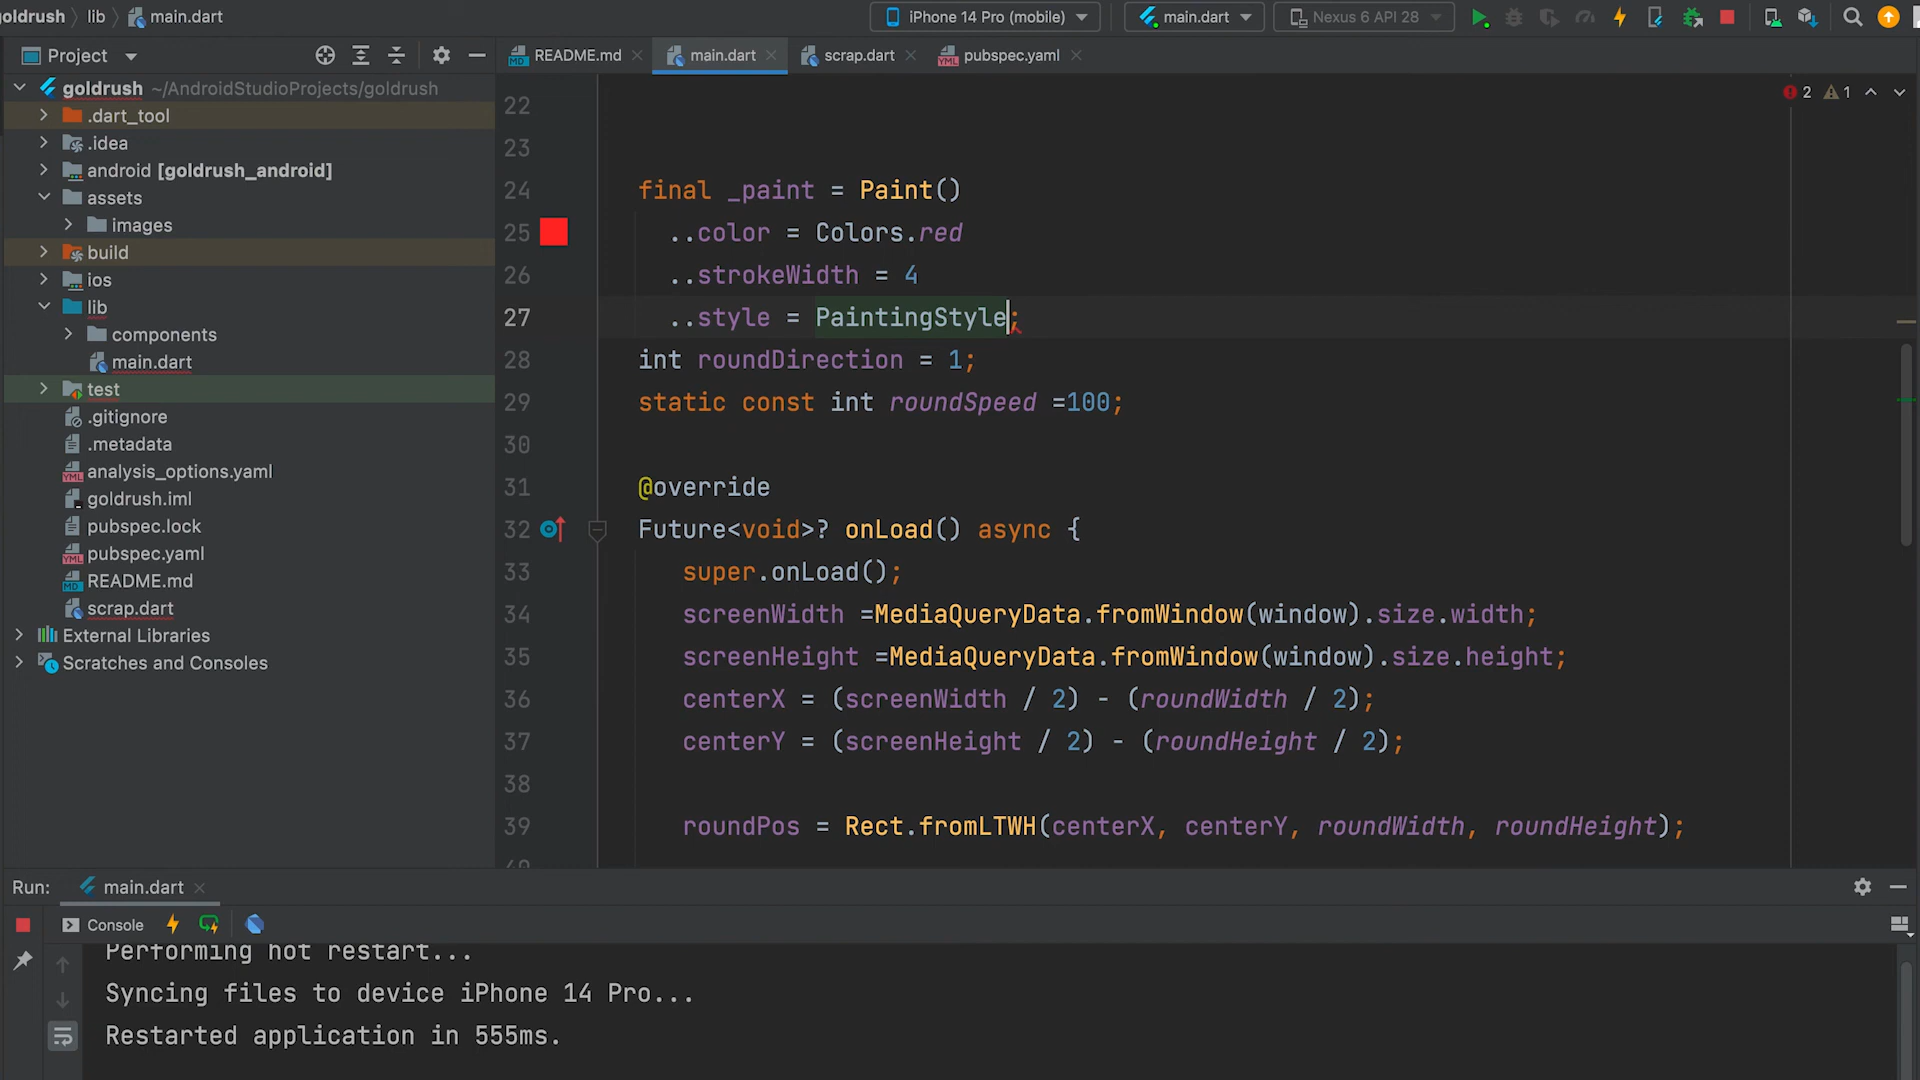 goldrush lib main.dart
iPhone 14 Pro (mobile) main.dart Nexus 6 API 28
Project
README.md main.dart scrap.dart pubspec.yaml
goldrush ~/AndroidStudioProjects/goldrush
.dart_tool
.idea
android [goldrush_android]
assets
images
build
ios
lib
components
main.dart
test
.gitignore
.metadata
analysis_options.yaml
goldrush.iml
pubspec.lock
pubspec.yaml
README.md
scrap.dart
External Libraries
Scratches and Consoles
2 1
22
23
24 final _paint = Paint()
25 ..color = Colors.red
26 ..strokeWidth = 4
27 ..style = PaintingStyle;
28 int roundDirection = 1;
29 static const int roundSpeed =100;
30
31 @override
32 Future<void>? onLoad() async {
33 super.onLoad();
34 screenWidth =MediaQueryData.fromWindow(window).size.width;
35 screenHeight =MediaQueryData.fromWindow(window).size.height;
36 centerX = (screenWidth / 2) - (roundWidth / 2);
37 centerY = (screenHeight / 2) - (roundHeight / 2);
38
39 roundPos = Rect.fromLTWH(centerX, centerY, roundWidth, roundHeight);
40
Run: main.dart
Console
Performing hot restart...
Syncing files to device iPhone 14 Pro...
Restarted application in 555ms.